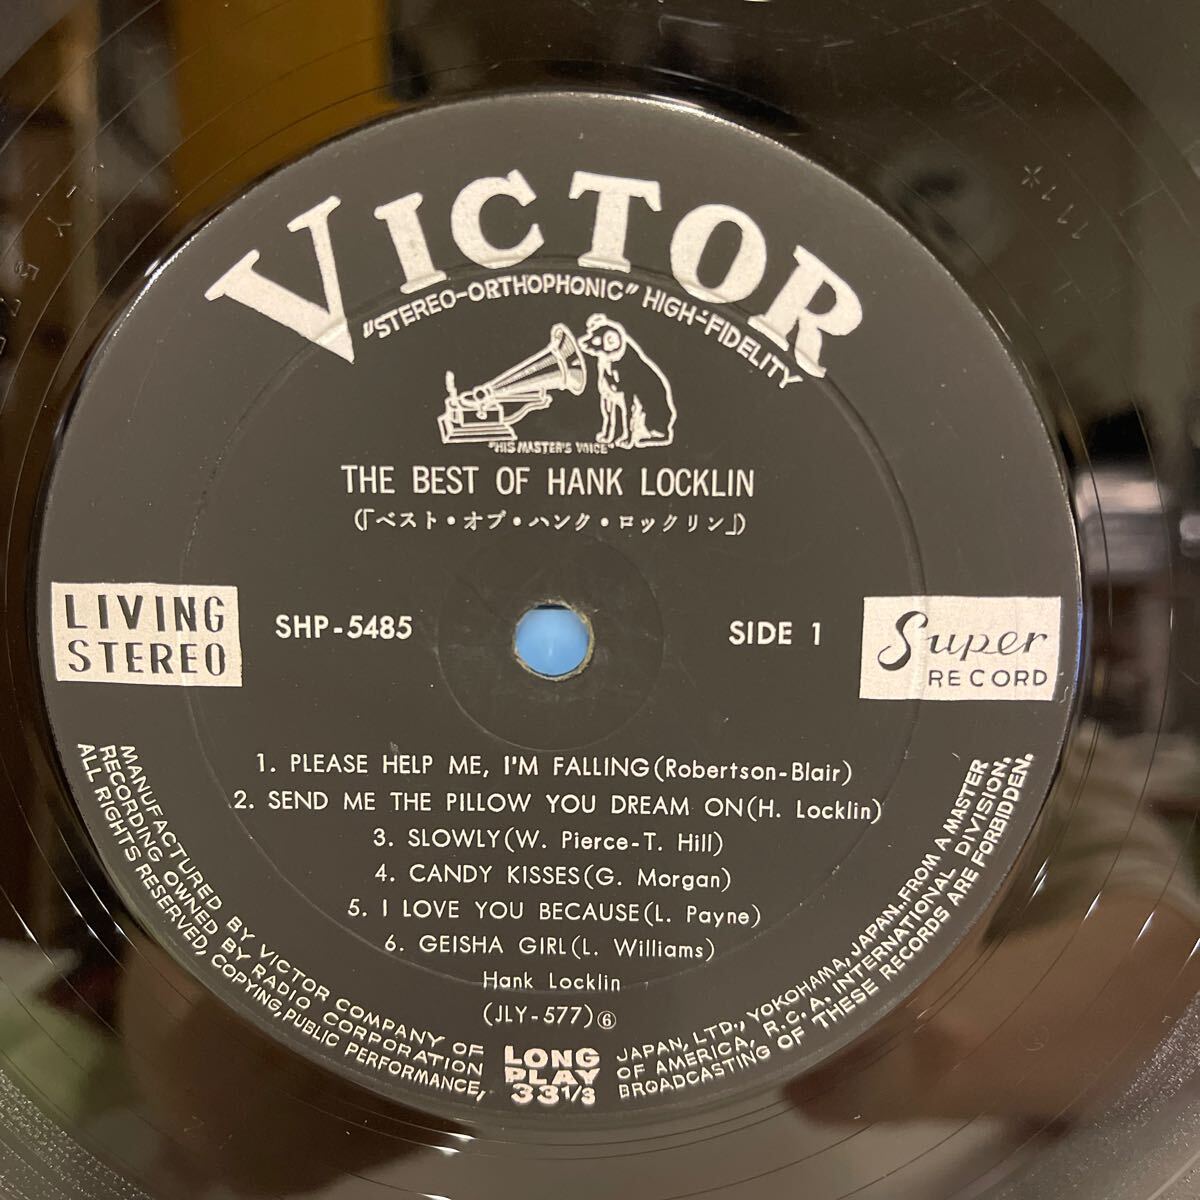 VICTOR
"STEREO-ORTHOPHONIC" HIGH-FIDELITY
"HIS MASTER'S VOICE"
THE BEST OF HANK LOCKLIN
(「ベスト・オブ・ハンク・ロックリン」)
LIVING
STEREO
SHP-5485
SIDE 1
Super
RECORD
1. PLEASE HELP ME, I'M FALLING(Robertson-Blair)
2. SEND ME THE PILLOW YOU DREAM ON(H. Locklin)
3. SLOWLY(W. Pierce-T. Hill)
4. CANDY KISSES(G. Morgan)
5. I LOVE YOU BECAUSE(L. Payne)
6. GEISHA GIRL(L. Williams)
Hank Locklin
(JLY-577)⑥
LONG
PLAY
33 1/3
MANUFACTURED BY VICTOR COMPANY OF JAPAN, LTD., YOKOHAMA, JAPAN. FROM A MASTER
RECORDING OWNED BY RADIO CORPORATION OF AMERICA, R.C.A. INTERNATIONAL DIVISION.
ALL RIGHTS RESERVED, COPYING, PUBLIC PERFORMANCE, BROADCASTING OF THESE RECORDS ARE FORBIDDEN.